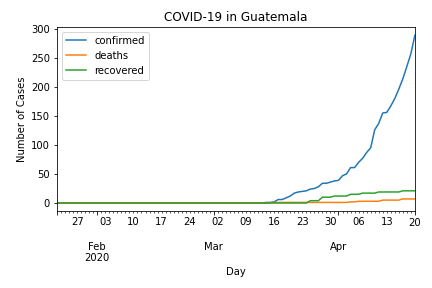 COVID-19 in Guatemala
confirmed
deaths
recovered
Number of Cases
300
250
200
150
100
50
0
27 03 10 17 24 02 09 16 23 30 06 13 20
Feb Mar Apr
2020
Day